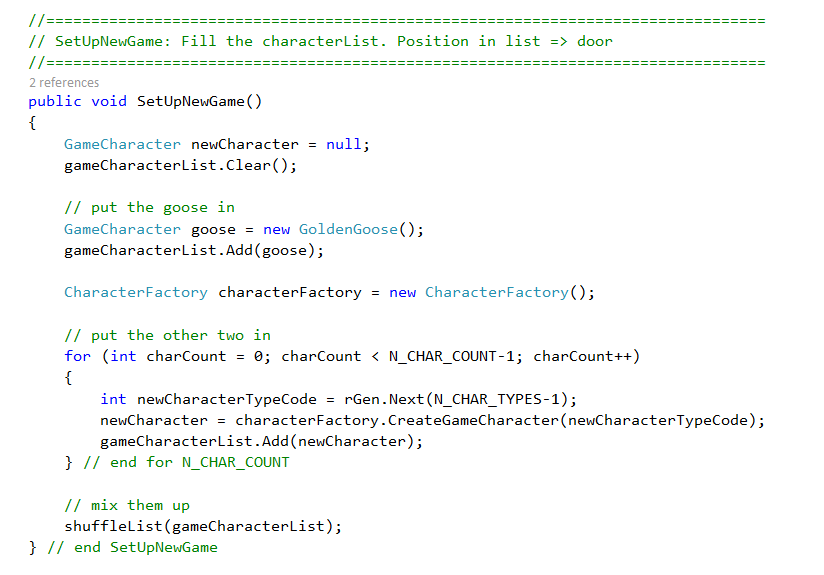 //================================================================================
// SetUpNewGame: Fill the characterList. Position in list => door
//================================================================================
2 references
public void SetUpNewGame()
{
    GameCharacter newCharacter = null;
    gameCharacterList.Clear();

    // put the goose in
    GameCharacter goose = new GoldenGoose();
    gameCharacterList.Add(goose);

    CharacterFactory characterFactory = new CharacterFactory();

    // put the other two in
    for (int charCount = 0; charCount < N_CHAR_COUNT-1; charCount++)
    {
        int newCharacterTypeCode = rGen.Next(N_CHAR_TYPES-1);
        newCharacter = characterFactory.CreateGameCharacter(newCharacterTypeCode);
        gameCharacterList.Add(newCharacter);
    } // end for N_CHAR_COUNT

    // mix them up
    shuffleList(gameCharacterList);
} // end SetUpNewGame